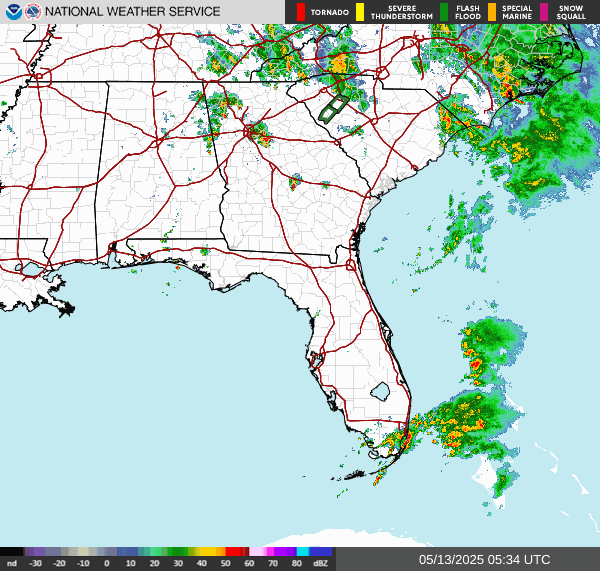 NATIONAL WEATHER SERVICE
TORNADO
SEVERE
THUNDERSTORM
FLASH
FLOOD
SPECIAL
MARINE
SNOW
SQUALL
nd -30 -20 -10 0 10 20 30 40 50 60 70 80 dBZ
05/13/2025 05:34 UTC